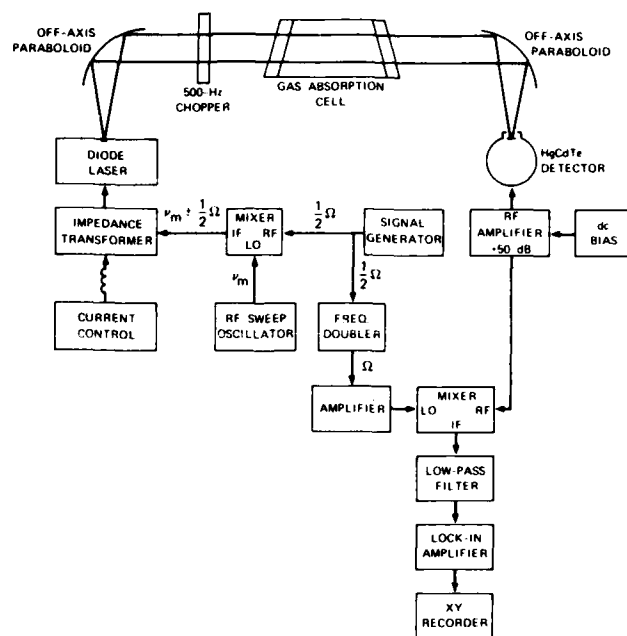 OFF-AXIS
PARABOLOID
OFF-AXIS
PARABOLOID
500-Hz
CHOPPER
GAS ABSORPTION
CELL
DIODE
LASER
HgCdTe
DETECTOR
IMPEDANCE
TRANSFORMER
ν_m ± 1/2 Ω
MIXER
IF RF
LO
1/2 Ω
SIGNAL
GENERATOR
RF
AMPLIFIER
+50 dB
dc
BIAS
ν_m
1/2 Ω
CURRENT
CONTROL
RF SWEEP
OSCILLATOR
FREQ.
DOUBLER
Ω
AMPLIFIER
MIXER
LO RF
IF
LOW-PASS
FILTER
LOCK-IN
AMPLIFIER
XY
RECORDER